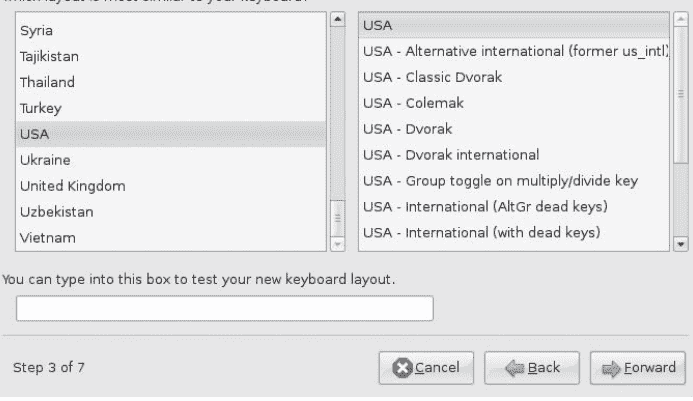 Syria
Tajikistan
Thailand
Turkey
USA
Ukraine
United Kingdom
Uzbekistan
Vietnam
USA
USA - Alternative international (former us_intl)
USA - Classic Dvorak
USA - Colemak
USA - Dvorak
USA - Dvorak international
USA - Group toggle on multiply/divide key
USA - International (AltGr dead keys)
USA - International (with dead keys)
You can type into this box to test your new keyboard layout.
Step 3 of 7
Cancel
Back
Forward